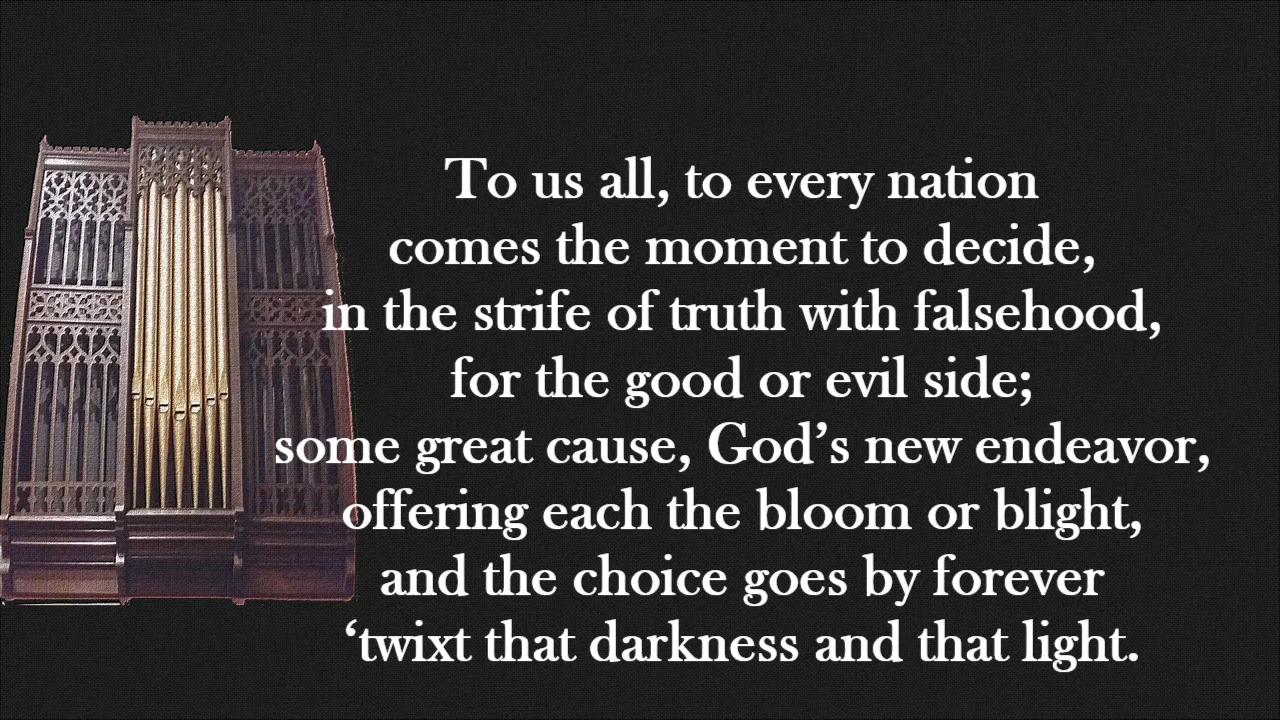 To us all, to every nation
comes the moment to decide,
in the strife of truth with falsehood,
for the good or evil side;
some great cause, God’s new endeavor,
offering each the bloom or blight,
and the choice goes by forever
‘twixt that darkness and that light.